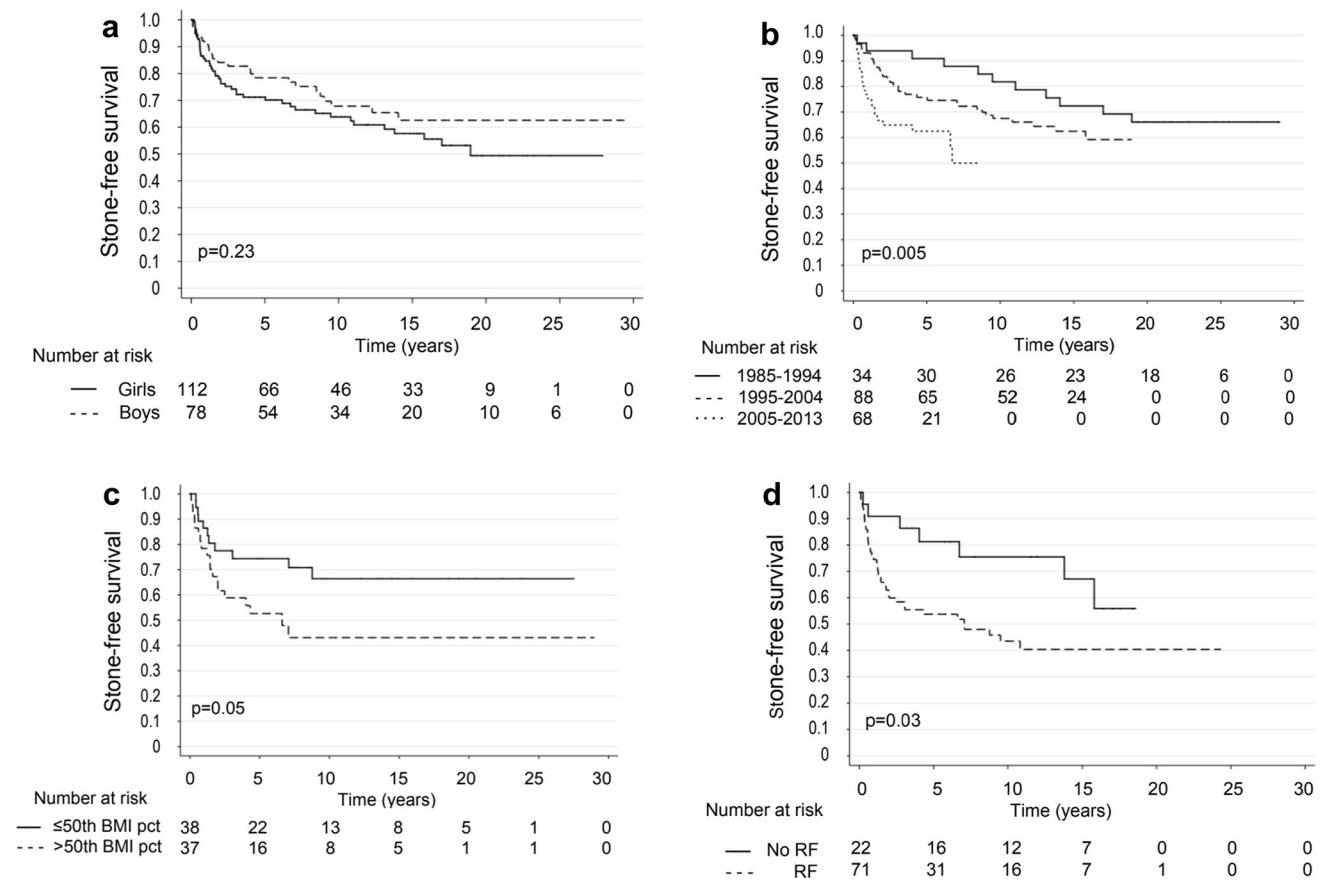 a
Stone-free survival
1.0
0.9
0.8
0.7
0.6
0.5
0.4
0.3
0.2
0.1
0
p=0.23
0 5 10 15 20 25 30
Time (years)
Number at risk
Girls 112 66 46 33 9 1 0
Boys 78 54 34 20 10 6 0
b
Stone-free survival
1.0
0.9
0.8
0.7
0.6
0.5
0.4
0.3
0.2
0.1
0
p=0.005
0 5 10 15 20 25 30
Time (years)
Number at risk
1985-1994 34 30 26 23 18 6 0
1995-2004 88 65 52 24 0 0 0
2005-2013 68 21 0 0 0 0 0
c
Stone-free survival
1.0
0.9
0.8
0.7
0.6
0.5
0.4
0.3
0.2
0.1
0
p=0.05
0 5 10 15 20 25 30
Time (years)
Number at risk
≤50th BMI pct 38 22 13 8 5 1 0
>50th BMI pct 37 16 8 5 1 1 0
d
Stone-free survival
1.0
0.9
0.8
0.7
0.6
0.5
0.4
0.3
0.2
0.1
0
p=0.03
0 5 10 15 20 25 30
Time (years)
Number at risk
No RF 22 16 12 7 0 0 0
RF 71 31 16 7 1 0 0